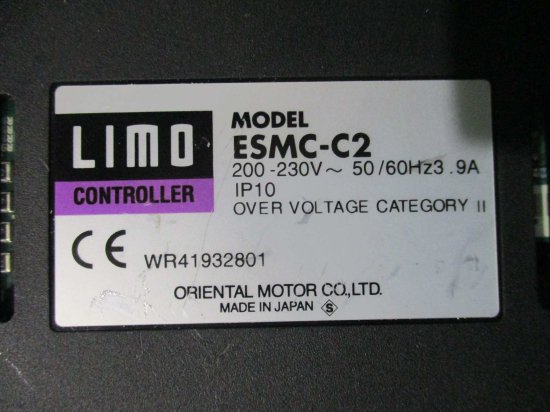 LIMO
CONTROLLER
MODEL
ESMC-C2
200-230V~ 50/60Hz3.9A
IP10
OVER VOLTAGE CATEGORY II
CE WR41932801
ORIENTAL MOTOR CO.,LTD.
MADE IN JAPAN S